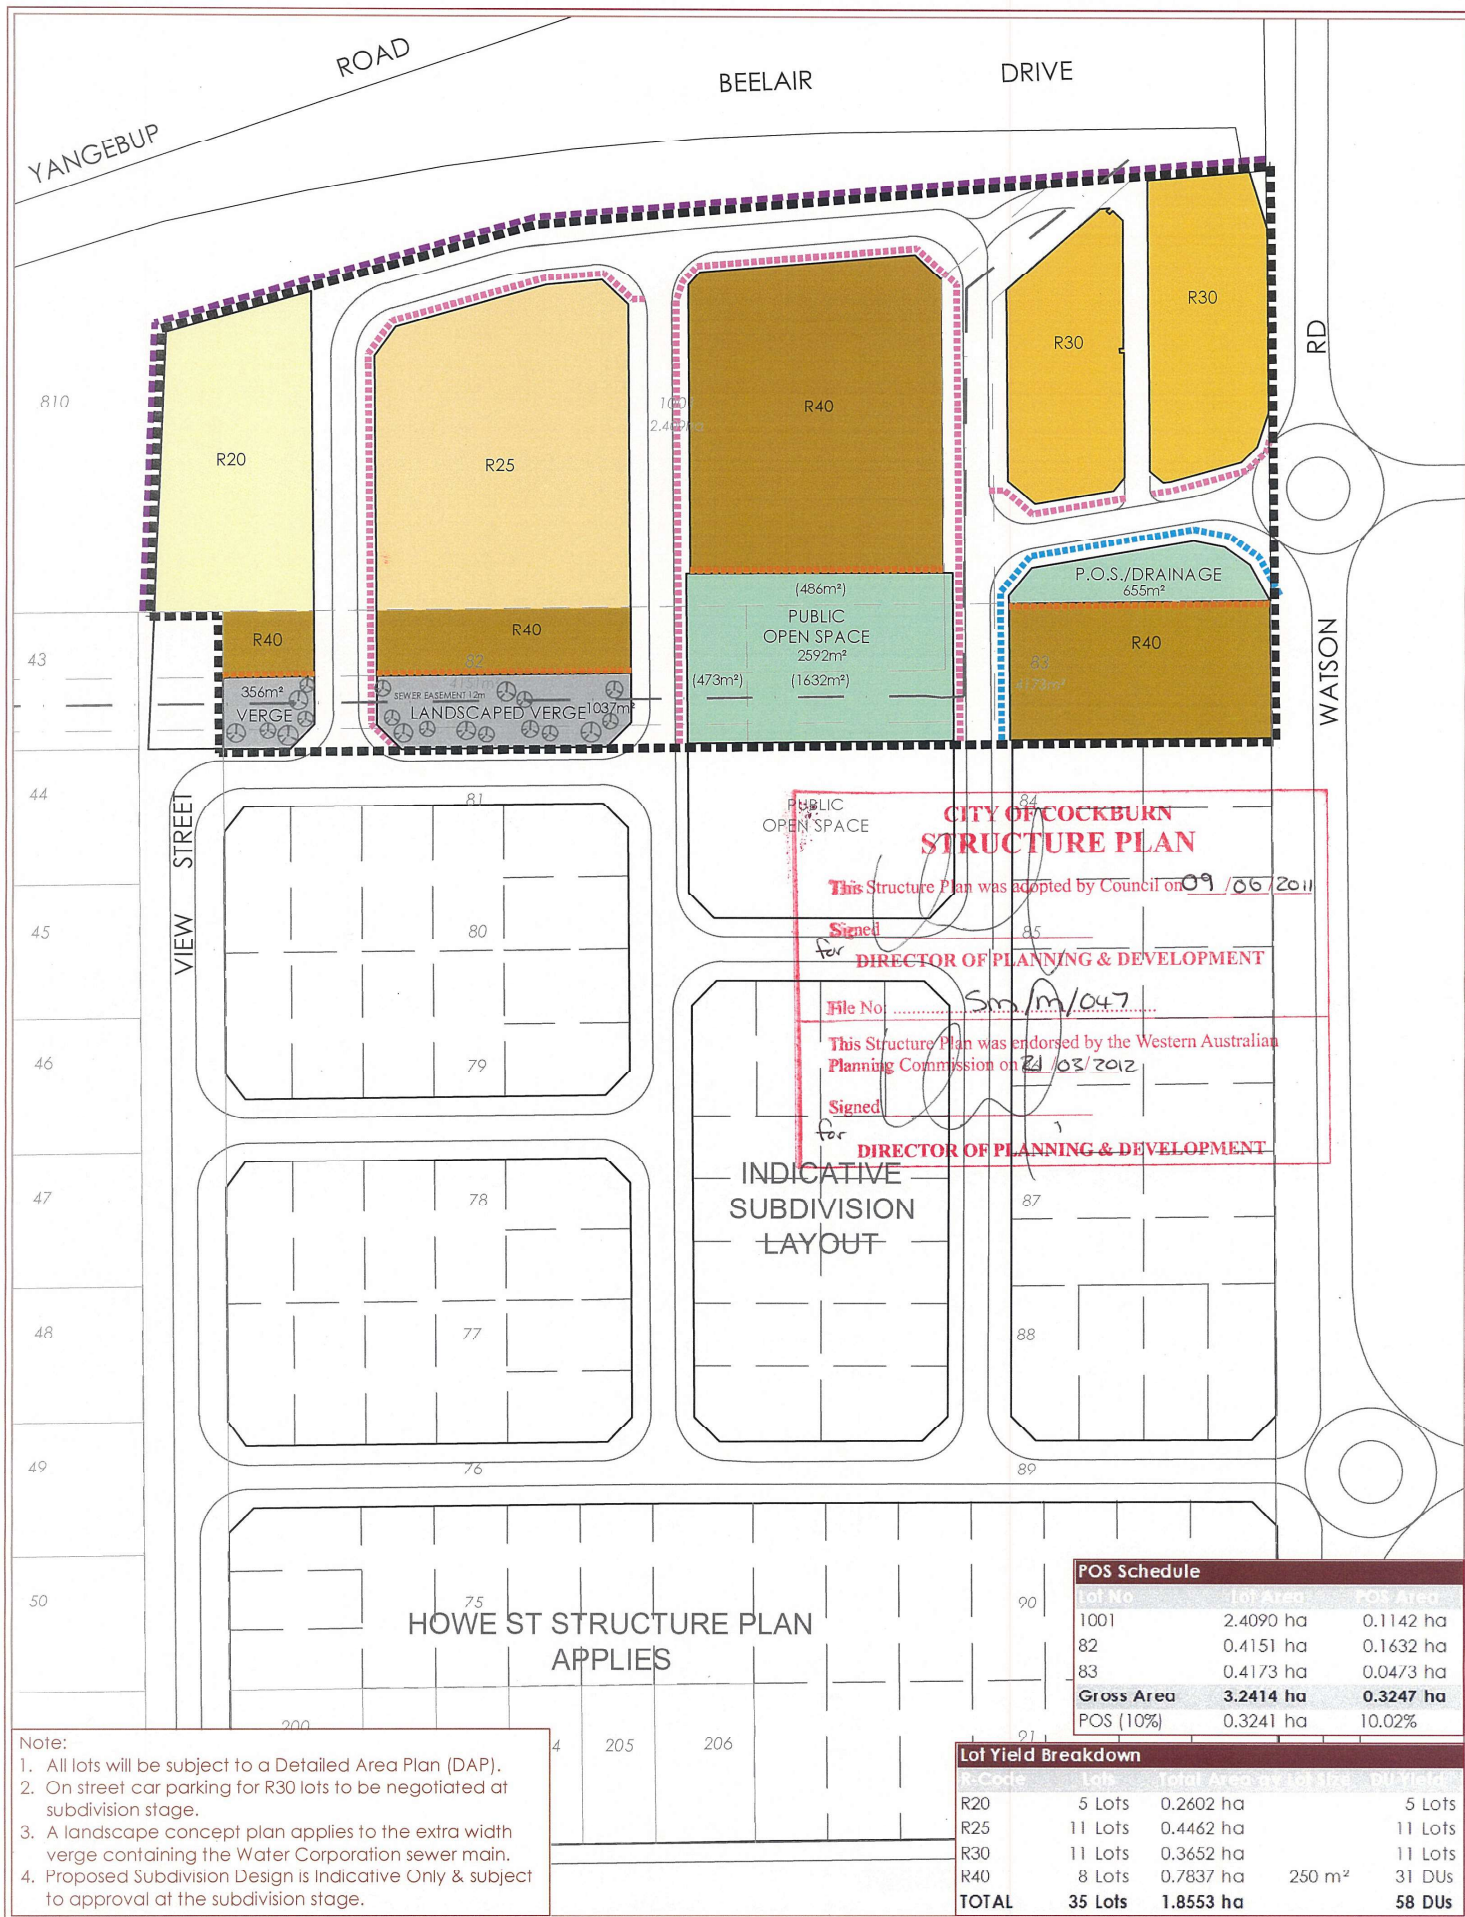 YANGEBUP ROAD
BEELAIR DRIVE
WATSON RD
VIEW STREET
810
R20
R25
R40
R30
R30
2.409ha
P.O.S./DRAINAGE
655m²
(486m²)
PUBLIC
OPEN SPACE
2592m²
(473m²)
(1632m²)
R40
R40
R40
82
4151m²
83
4173m²
SEWER EASEMENT 12m
356m²
VERGE
LANDSCAPED VERGE
1037m²
43
44
45
46
47
48
49
50
81
80
79
78
77
76
75
84
85
87
88
89
90
91
200
4
205
206
PUBLIC
OPEN SPACE
CITY OF COCKBURN
STRUCTURE PLAN
This Structure Plan was adopted by Council on 09/06/2011
Signed
for DIRECTOR OF PLANNING & DEVELOPMENT
File No. SM/M/047
This Structure Plan was endorsed by the Western Australian
Planning Commission on 21/03/2012
Signed
for DIRECTOR OF PLANNING & DEVELOPMENT
INDICATIVE
SUBDIVISION
LAYOUT
HOWE ST STRUCTURE PLAN
APPLIES
POS Schedule
Lot No Lot Area POS Area
1001 2.4090 ha 0.1142 ha
82 0.4151 ha 0.1632 ha
83 0.4173 ha 0.0473 ha
Gross Area 3.2414 ha 0.3247 ha
POS (10%) 0.3241 ha 10.02%
Lot Yield Breakdown
R-Code Lots Total Area av Lot Size DU Yield
R20 5 Lots 0.2602 ha 5 Lots
R25 11 Lots 0.4462 ha 11 Lots
R30 11 Lots 0.3652 ha 11 Lots
R40 8 Lots 0.7837 ha 250 m² 31 DUs
TOTAL 35 Lots 1.8553 ha 58 DUs
Note:
1. All lots will be subject to a Detailed Area Plan (DAP).
2. On street car parking for R30 lots to be negotiated at
subdivision stage.
3. A landscape concept plan applies to the extra width
verge containing the Water Corporation sewer main.
4. Proposed Subdivision Design is Indicative Only & subject
to approval at the subdivision stage.